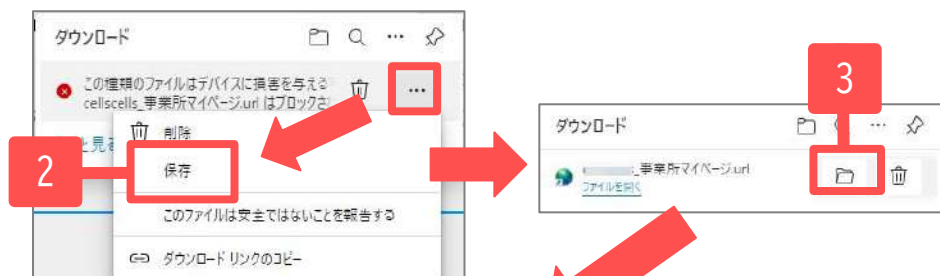 ダウンロード
この種類のファイルはデバイスに損害を与える
cellscells_事業所マイページ.url はブロックさ
と見る
削除
2
保存
このファイルは安全ではないことを報告する
ダウンロード リンクのコピー
3
ダウンロード
_事業所マイページ.url
ファイルを開く